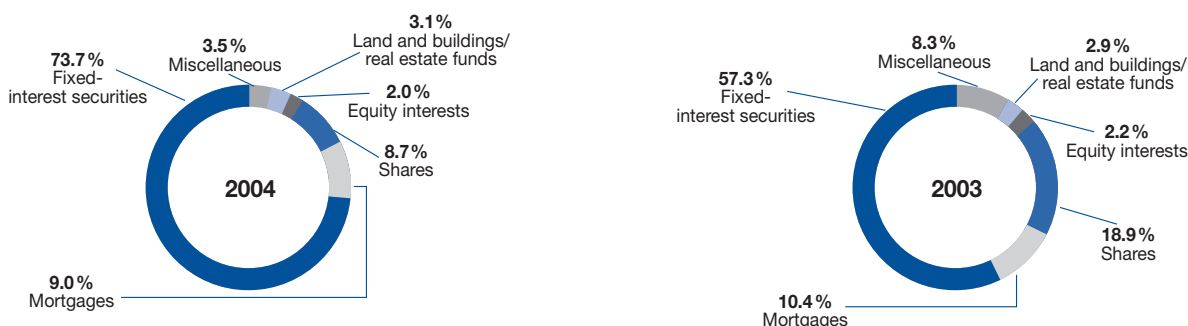 3.1 %
Land and buildings/
real estate funds
3.5 %
Miscellaneous
73.7 %
Fixed-
interest securities
2.0 %
Equity interests
8.7 %
Shares
2004
9.0 %
Mortgages
8.3 %
Miscellaneous
2.9 %
Land and buildings/
real estate funds
57.3 %
Fixed-
interest securities
2.2 %
Equity interests
2003
18.9 %
Shares
10.4 %
Mortgages